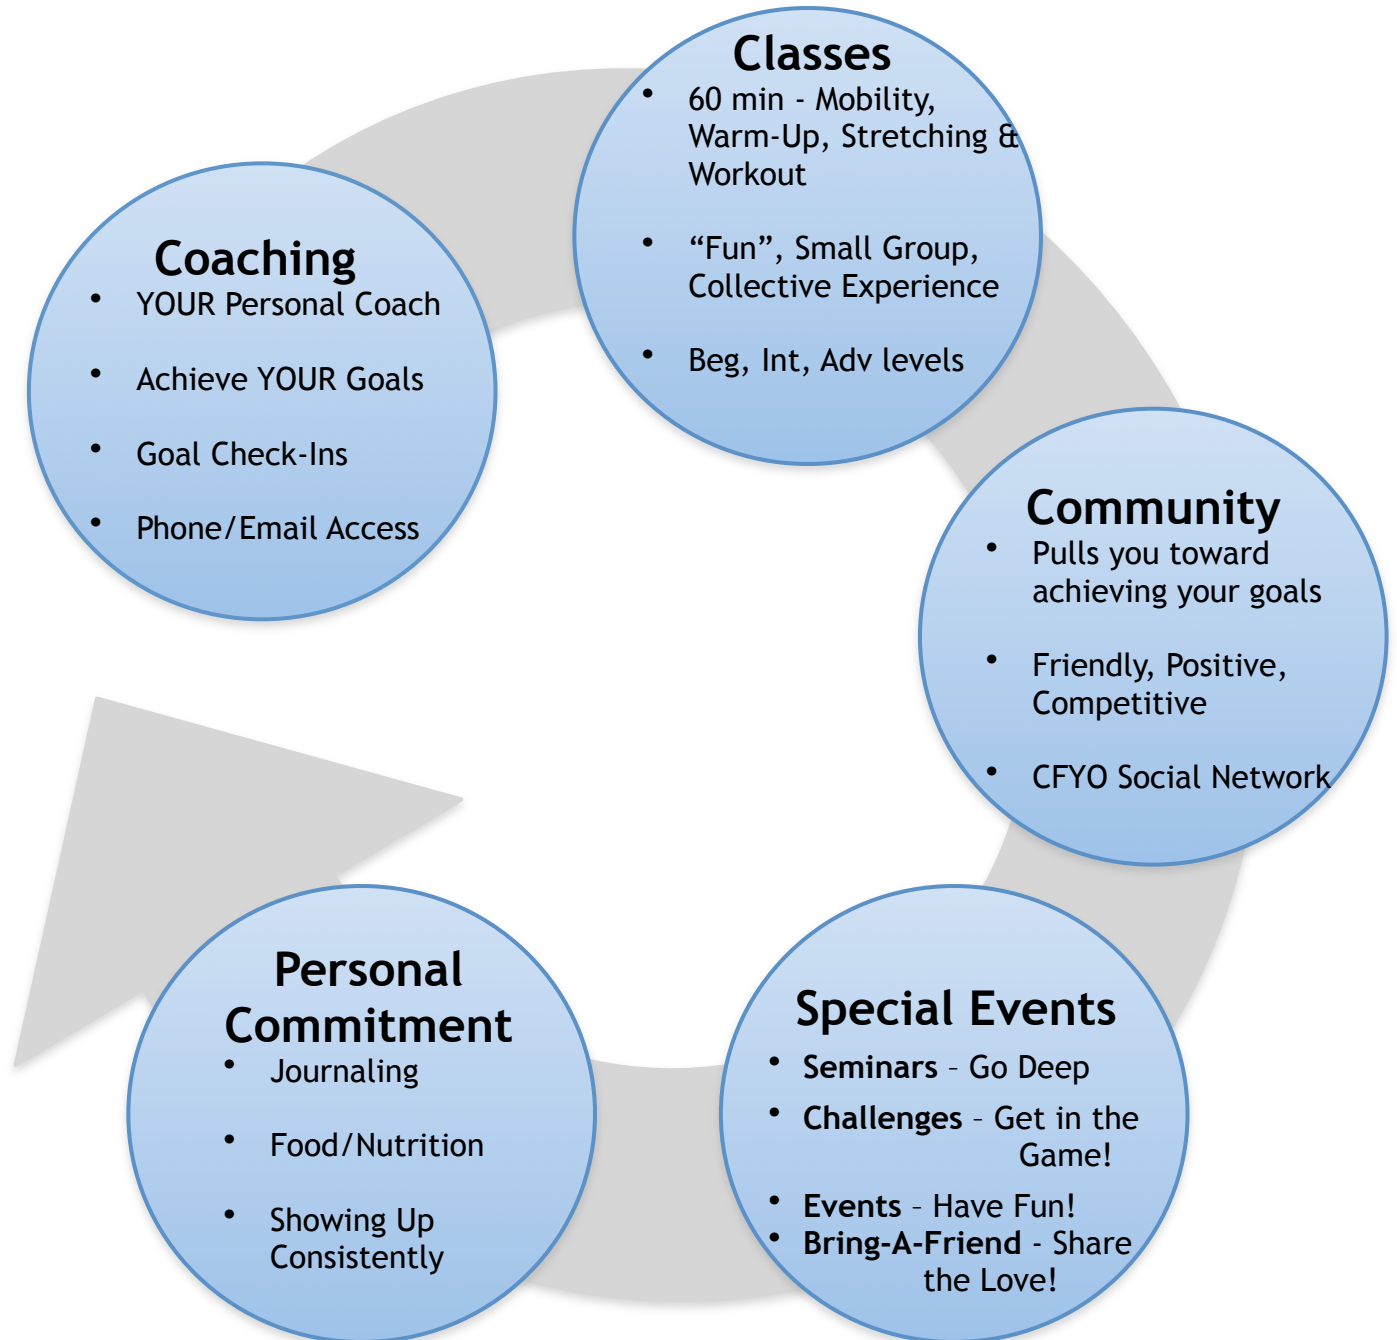 Coaching
• YOUR Personal Coach
• Achieve YOUR Goals
• Goal Check-Ins
• Phone/Email Access
Classes
• 60 min - Mobility,
Warm-Up, Stretching &
Workout
• “Fun”, Small Group,
Collective Experience
• Beg, Int, Adv levels
Community
• Pulls you toward
achieving your goals
• Friendly, Positive,
Competitive
• CFYO Social Network
Special Events
• Seminars – Go Deep
• Challenges – Get in the
Game!
• Events – Have Fun!
• Bring-A-Friend - Share
the Love!
Personal
Commitment
• Journaling
• Food/Nutrition
• Showing Up
Consistently